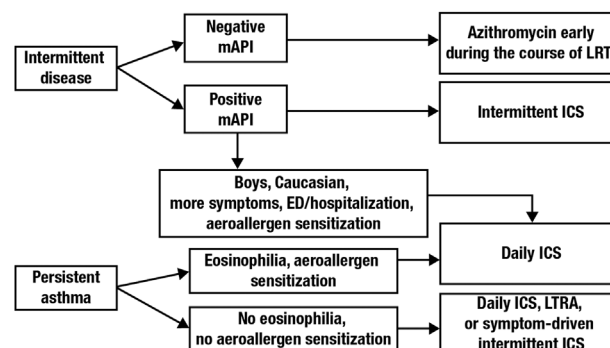 Intermittent
disease
Negative
mAPI
Azithromycin early
during the course of LRT
Positive
mAPI
Intermittent ICS
Boys, Caucasian,
more symptoms, ED/hospitalization,
aeroallergen sensitization
Daily ICS
Persistent
asthma
Eosinophilia, aeroallergen
sensitization
No eosinophilia,
no aeroallergen sensitization
Daily ICS, LTRA,
or symptom-driven
intermittent ICS